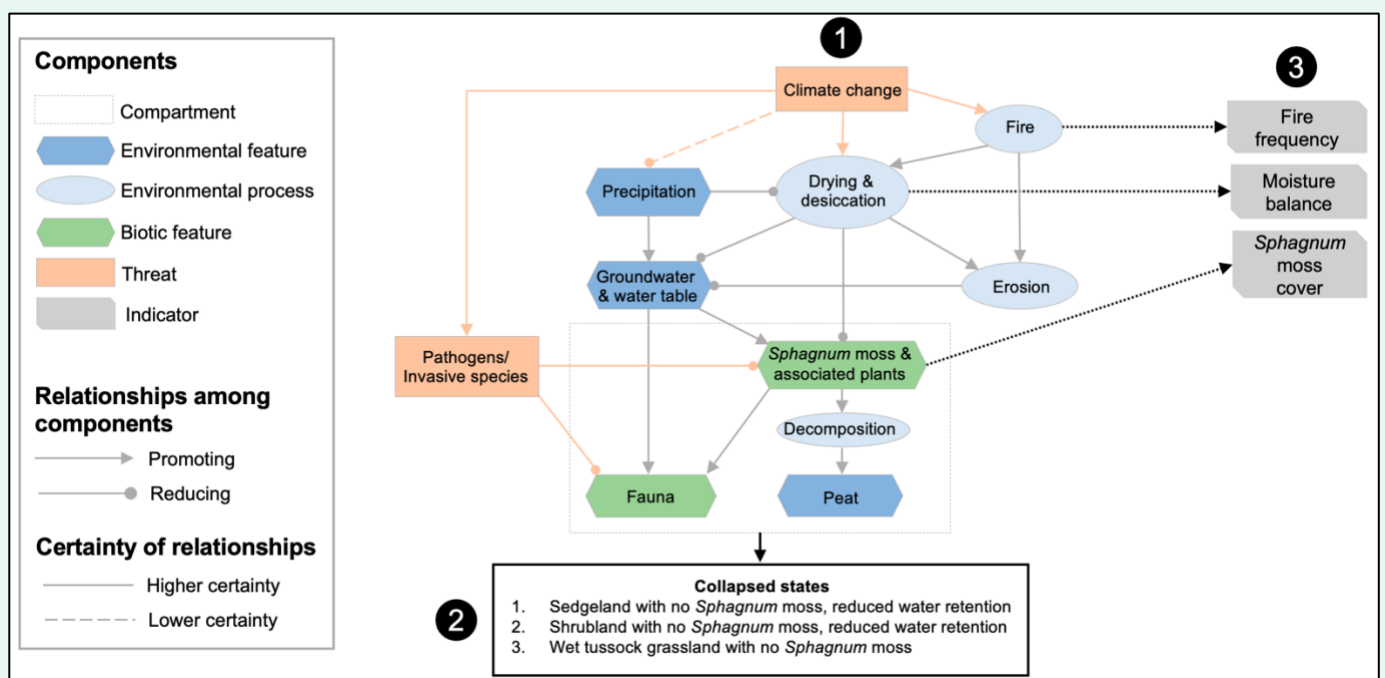 Components
Compartment
Environmental feature
Environmental process
Biotic feature
Threat
Indicator
Relationships among
components
Promoting
Reducing
Certainty of relationships
Higher certainty
Lower certainty
1
Climate change
Fire
Precipitation
Drying &
desiccation
Groundwater
& water table
Erosion
Pathogens/
Invasive species
Sphagnum moss &
associated plants
Decomposition
Fauna
Peat
3
Fire
frequency
Moisture
balance
Sphagnum
moss
cover
2
Collapsed states
1. Sedgeland with no Sphagnum moss, reduced water retention
2. Shrubland with no Sphagnum moss, reduced water retention
3. Wet tussock grassland with no Sphagnum moss